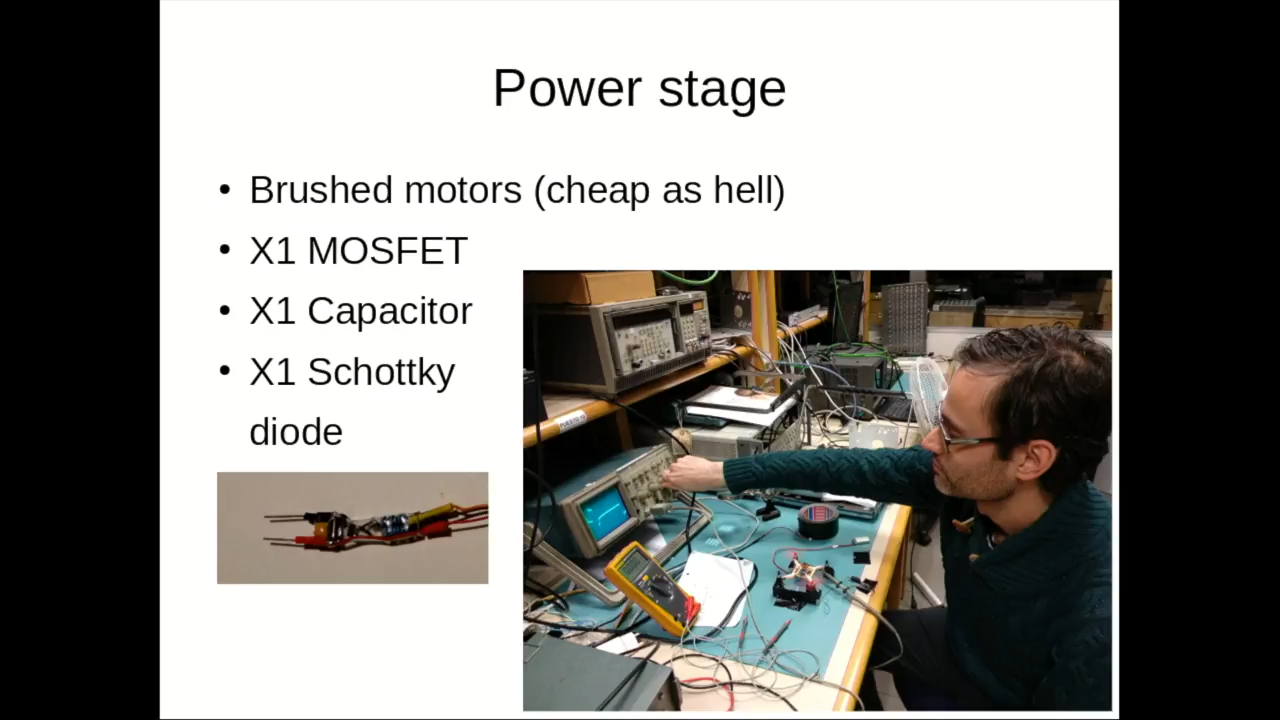 Power stage
• Brushed motors (cheap as hell)
• X1 MOSFET
• X1 Capacitor
• X1 Schottky
diode